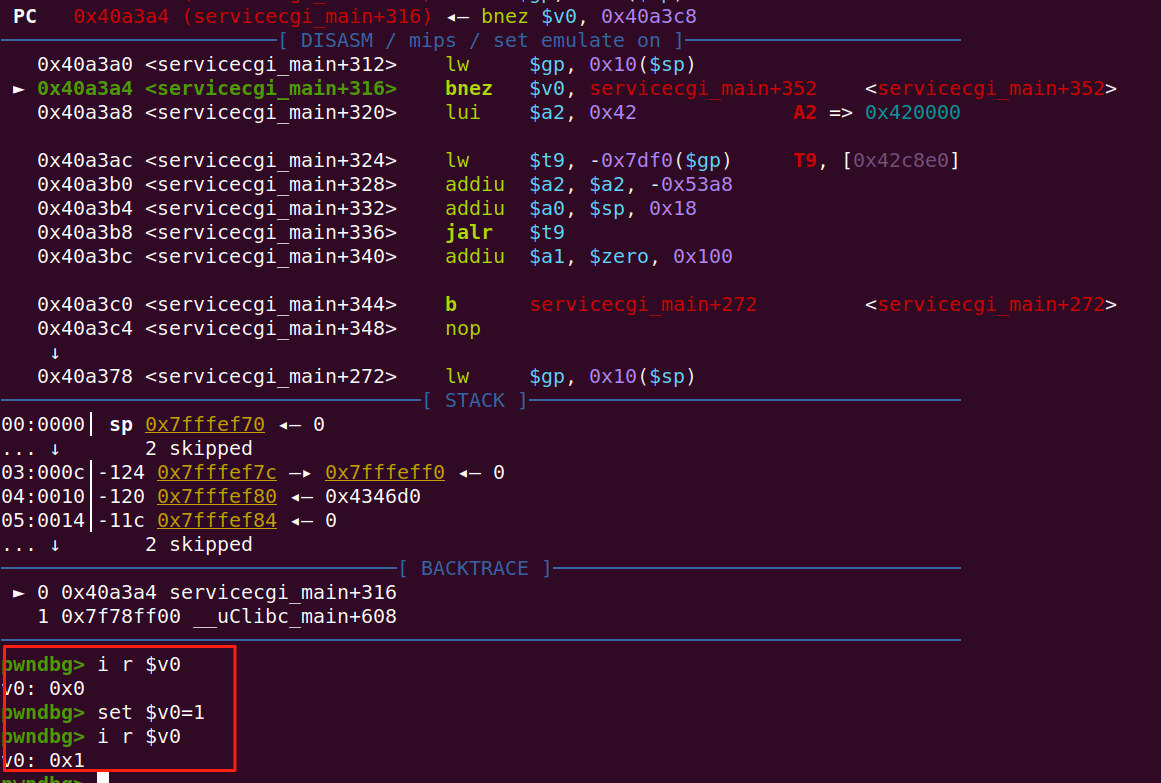 PC 0x40a3a4 (servicecgi_main+316) ◂— bnez $v0, 0x40a3c8
[ DISASM / mips / set emulate on ]
0x40a3a0 <servicecgi_main+312> lw $gp, 0x10($sp)
► 0x40a3a4 <servicecgi_main+316> bnez $v0, servicecgi_main+352 <servicecgi_main+352>
0x40a3a8 <servicecgi_main+320> lui $a2, 0x42 A2 => 0x420000
0x40a3ac <servicecgi_main+324> lw $t9, -0x7df0($gp) T9, [0x42c8e0]
0x40a3b0 <servicecgi_main+328> addiu $a2, $a2, -0x53a8
0x40a3b4 <servicecgi_main+332> addiu $a0, $sp, 0x18
0x40a3b8 <servicecgi_main+336> jalr $t9
0x40a3bc <servicecgi_main+340> addiu $a1, $zero, 0x100
0x40a3c0 <servicecgi_main+344> b servicecgi_main+272 <servicecgi_main+272>
0x40a3c4 <servicecgi_main+348> nop
↓
0x40a378 <servicecgi_main+272> lw $gp, 0x10($sp)
[ STACK ]
00:0000│ sp 0x7fffef70 ◂— 0
... ↓ 2 skipped
03:000c│-124 0x7fffef7c —▸ 0x7fffeff0 ◂— 0
04:0010│-120 0x7fffef80 ◂— 0x4346d0
05:0014│-11c 0x7fffef84 ◂— 0
... ↓ 2 skipped
[ BACKTRACE ]
► 0 0x40a3a4 servicecgi_main+316
1 0x7f78ff00 __uClibc_main+608
pwndbg> i r $v0
v0: 0x0
pwndbg> set $v0=1
pwndbg> i r $v0
v0: 0x1
pwndbg>